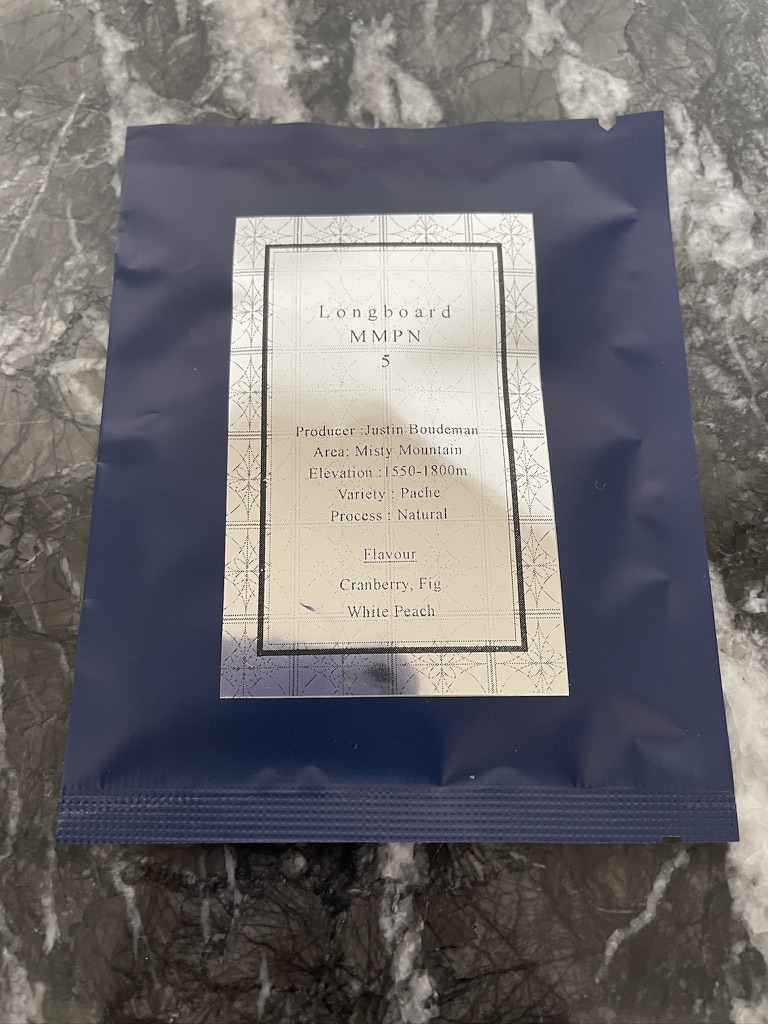 Longboard
MMPN
5
Producer :Justin Boudeman
Area: Misty Mountain
Elevation :1550-1800m
Variety : Pache
Process : Natural
Flavour
Cranberry, Fig
White Peach